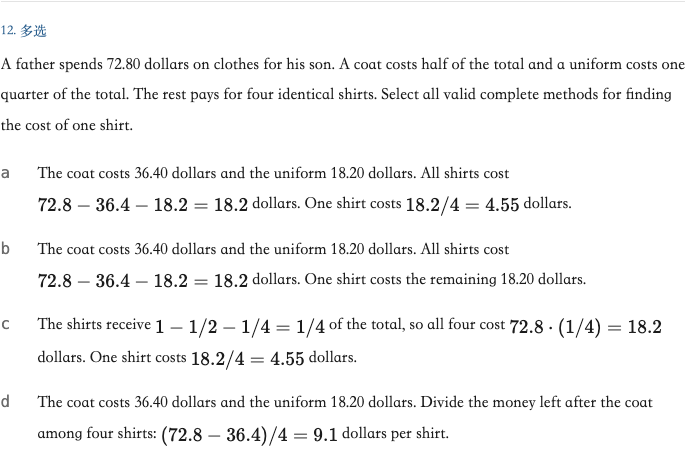 12. 多选
A father spends 72.80 dollars on clothes for his son. A coat costs half of the total and a uniform costs one
quarter of the total. The rest pays for four identical shirts. Select all valid complete methods for finding
the cost of one shirt.
a The coat costs 36.40 dollars and the uniform 18.20 dollars. All shirts cost
72.8 − 36.4 − 18.2 = 18.2 dollars. One shirt costs 18.2/4 = 4.55 dollars.
b The coat costs 36.40 dollars and the uniform 18.20 dollars. All shirts cost
72.8 − 36.4 − 18.2 = 18.2 dollars. One shirt costs the remaining 18.20 dollars.
c The shirts receive 1 − 1/2 − 1/4 = 1/4 of the total, so all four cost 72.8 · (1/4) = 18.2
dollars. One shirt costs 18.2/4 = 4.55 dollars.
d The coat costs 36.40 dollars and the uniform 18.20 dollars. Divide the money left after the coat
among four shirts: (72.8 − 36.4)/4 = 9.1 dollars per shirt.